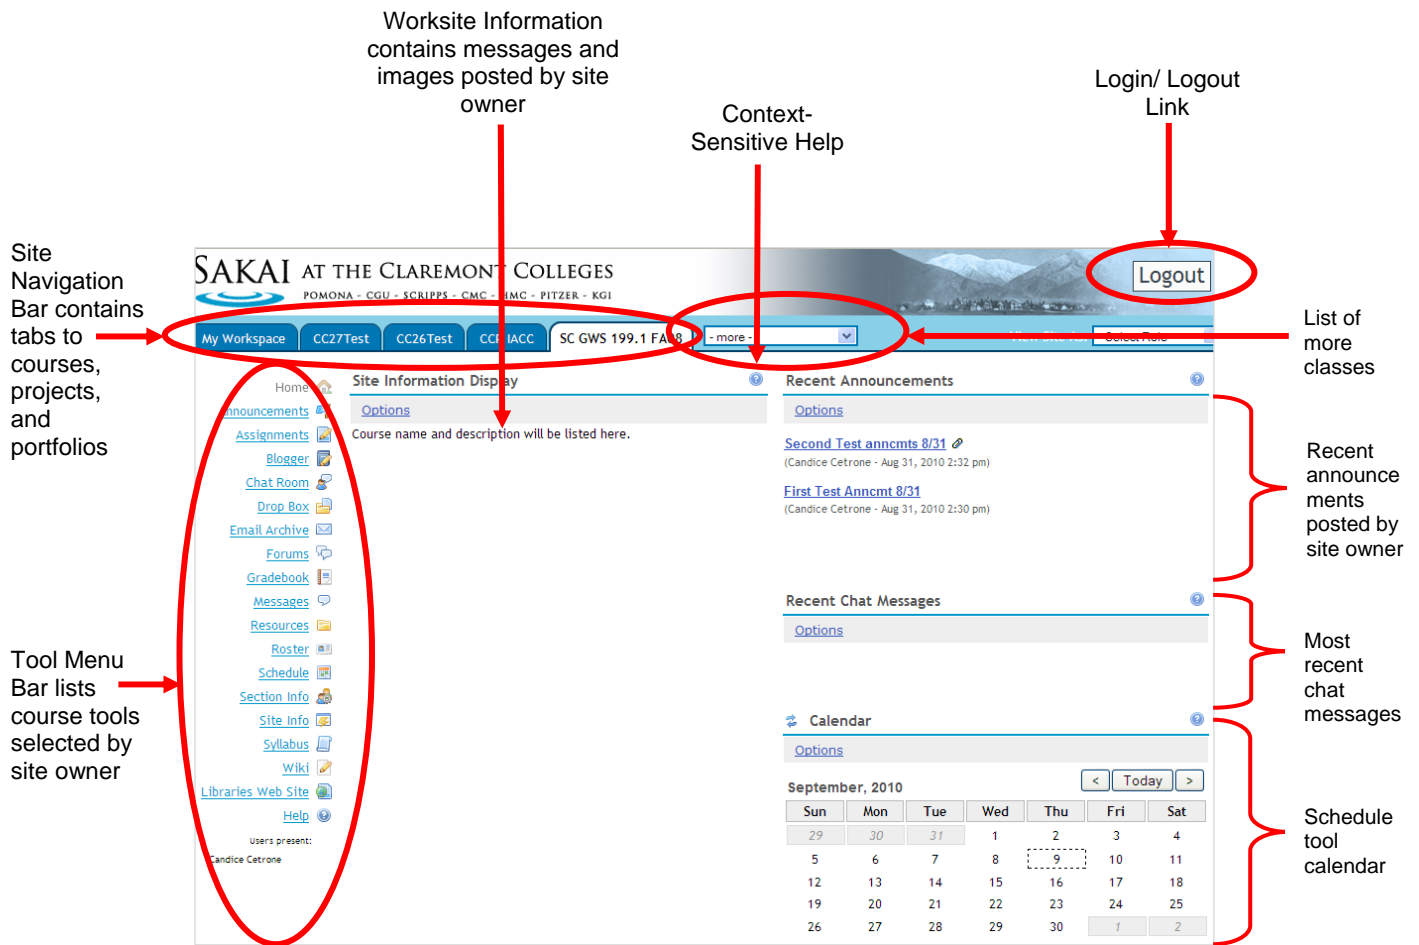 Worksite Information
contains messages and
images posted by site
owner
Context-
Sensitive Help
Login/ Logout
Link
Site
Navigation
Bar contains
tabs to
courses,
projects,
and
portfolios
SAKAI AT THE CLAREMONT COLLEGES
POMONA - CGU - SCRIPPS - CMC - HMC - PITZER - KGI
Logout
My Workspace CC27Test CC26Test SC GWS 199.1 FA08 - more -
List of
more
classes
Home
Announcements
Assignments
Blogger
Chat Room
Drop Box
Email Archive
Forums
Gradebook
Messages
Resources
Roster
Schedule
Section Info
Site Info
Syllabus
Wiki
Libraries Web Site
Help
Users present:
Candice Cetrone
Tool Menu
Bar lists
course tools
selected by
site owner
Site Information Display
Options
Course name and description will be listed here.
Recent Announcements
Options
Second Test anncmts 8/31
(Candice Cetrone - Aug 31, 2010 2:32 pm)
First Test Anncmt 8/31
(Candice Cetrone - Aug 31, 2010 2:30 pm)
Recent
announce
ments
posted by
site owner
Recent Chat Messages
Options
Most
recent
chat
messages
Calendar
Options
September, 2010 < Today >
Sun Mon Tue Wed Thu Fri Sat
29 30 31 1 2 3 4
5 6 7 8 9 10 11
12 13 14 15 16 17 18
19 20 21 22 23 24 25
26 27 28 29 30 1 2
Schedule
tool
calendar